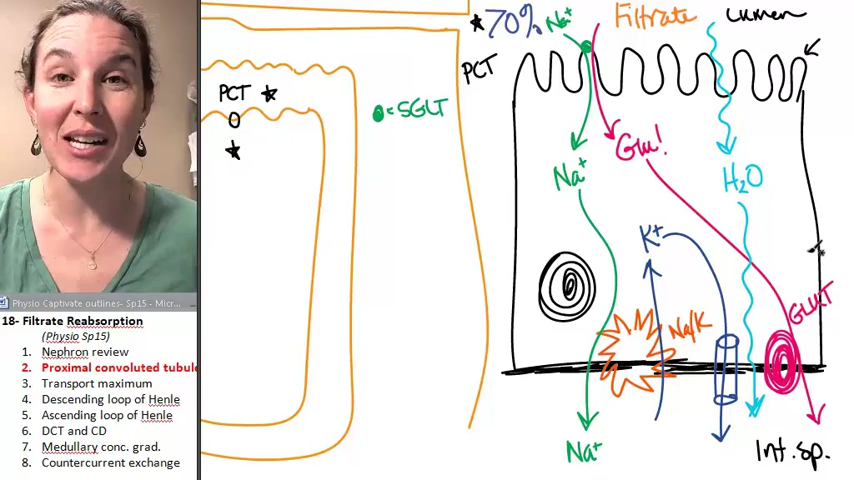 ★ 70% Na+ Filtrate Lumen
PCT
PCT ★
★
= SGLT
Glu!
Na+
H2O
K+
GLUT
Na/K
Na+
Int. sp.
Physio Captivate outlines- Sp15 - Micr...
18- Filtrate Reabsorption
(Physio Sp15)
1. Nephron review
2. Proximal convoluted tubule
3. Transport maximum
4. Descending loop of Henle
5. Ascending loop of Henle
6. DCT and CD
7. Medullary conc. grad.
8. Countercurrent exchange